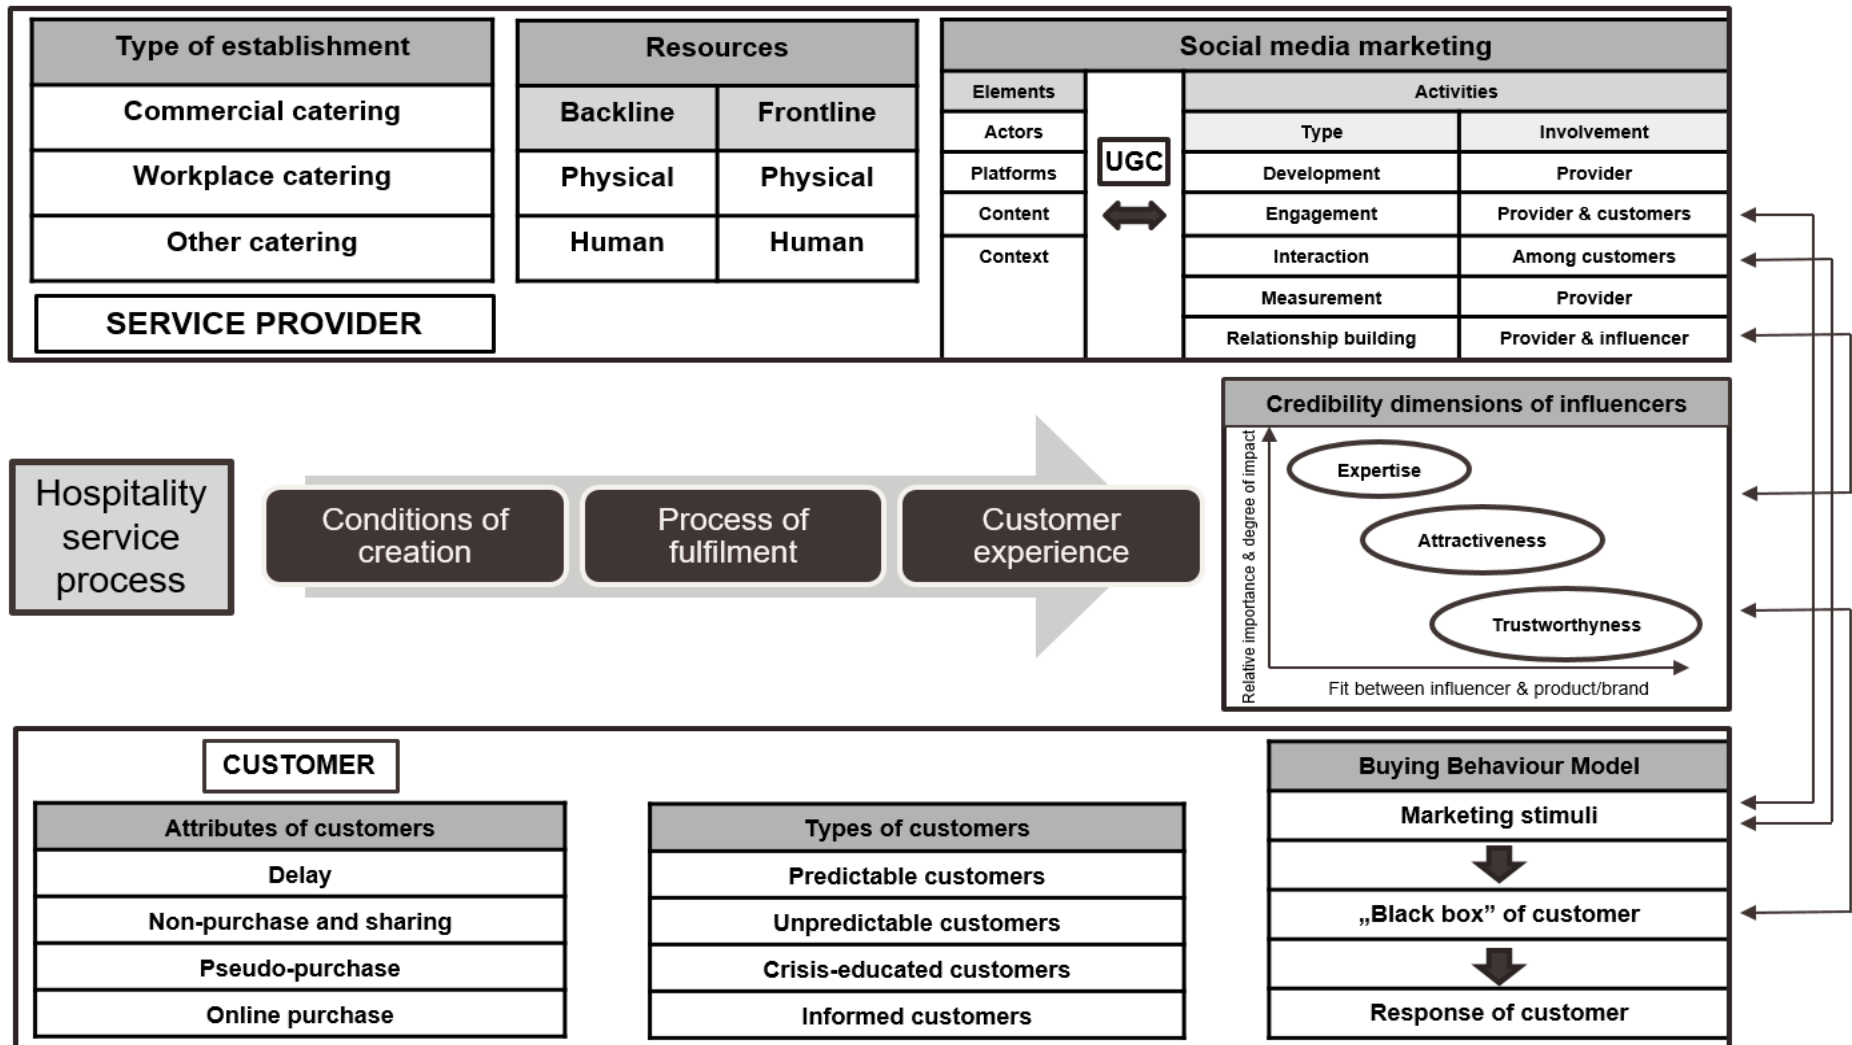 Type of establishment
Commercial catering
Workplace catering
Other catering
SERVICE PROVIDER
Resources
Backline Frontline
Physical Physical
Human Human
Social media marketing
Elements
Actors
Platforms
Content
Context
UGC
Activities
Type Involvement
Development Provider
Engagement Provider & customers
Interaction Among customers
Measurement Provider
Relationship building Provider & influencer
Hospitality
service
process
Conditions of
creation
Process of
fulfilment
Customer
experience
Credibility dimensions of influencers
Relative importance & degree of impact
Expertise
Attractiveness
Trustworthyness
Fit between influencer & product/brand
CUSTOMER
Attributes of customers
Delay
Non-purchase and sharing
Pseudo-purchase
Online purchase
Types of customers
Predictable customers
Unpredictable customers
Crisis-educated customers
Informed customers
Buying Behaviour Model
Marketing stimuli
„Black box” of customer
Response of customer